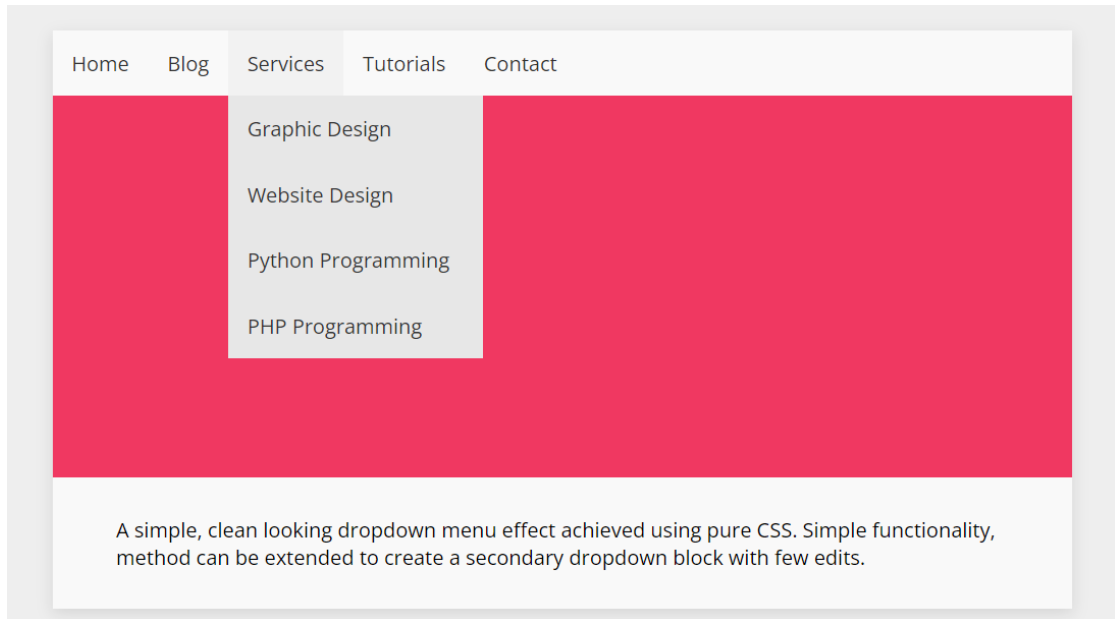 Home Blog Services Tutorials Contact
Graphic Design
Website Design
Python Programming
PHP Programming
A simple, clean looking dropdown menu effect achieved using pure CSS. Simple functionality,
method can be extended to create a secondary dropdown block with few edits.